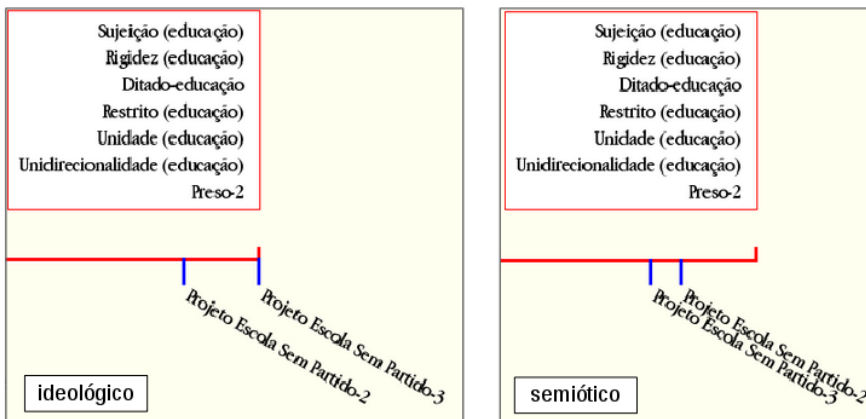 Sujeição (educação)
Rigidez (educação)
Ditado-educação
Restrito (educação)
Unidade (educação)
Unidirecionalidade (educação)
Preso-2
Projeto Escola Sem Partido-2
Projeto Escola Sem Partido-3
ideológico
Sujeição (educação)
Rigidez (educação)
Ditado-educação
Restrito (educação)
Unidade (educação)
Unidirecionalidade (educação)
Preso-2
Projeto Escola Sem Partido-3
Projeto Escola Sem Partido-2
semiótico